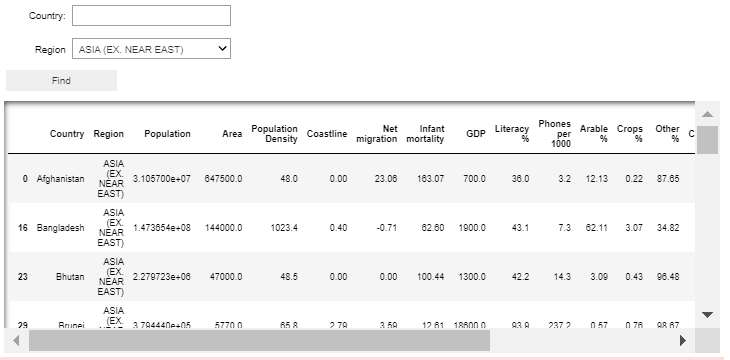 Country:
Region ASIA (EX. NEAR EAST)
Find
Country Region Population Area Population Density Coastline Net migration Infant mortality GDP Literacy % Phones per 1000 Arable % Crops % Other % C
0 Afghanistan ASIA (EX. NEAR EAST) 3.105700e+07 647500.0 48.0 0.00 23.06 163.07 700.0 36.0 3.2 12.13 0.22 87.65
16 Bangladesh ASIA (EX. NEAR EAST) 1.473654e+08 144000.0 1023.4 0.40 -0.71 62.60 1900.0 43.1 7.3 62.11 3.07 34.82
23 Bhutan ASIA (EX. NEAR EAST) 2.279723e+06 47000.0 48.5 0.00 0.00 100.44 1300.0 42.2 14.3 3.09 0.43 96.48
29 Brunei ASIA (EX. 3.794440e+05 5770.0 65.8 2.79 3.59 12.61 18600.0 93.9 237.2 0.57 0.76 98.67